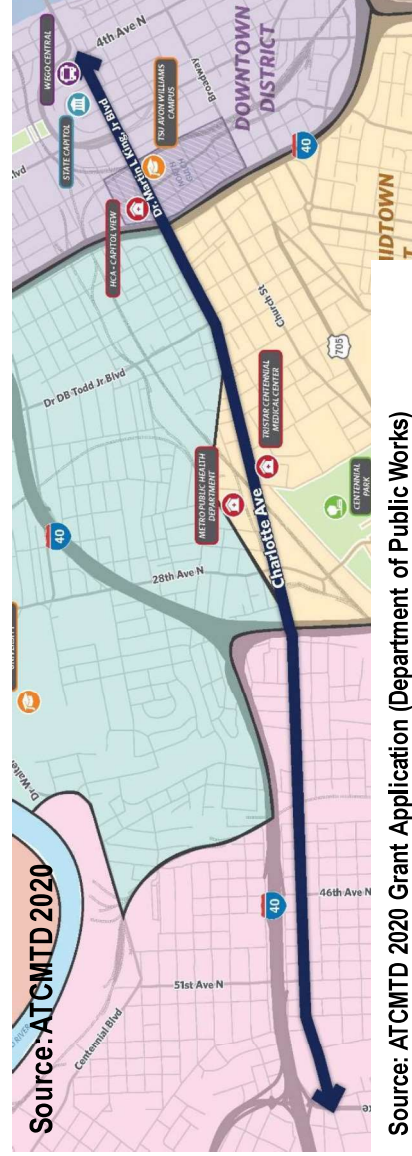 WEGO CENTRAL
4th Ave N
STATE CAPITOL
TSU AVON WILLIAMS
CAMPUS
Broadway
DOWNTOWN
DISTRICT
Dr. Martin L King, Jr Blvd
HCA - CAPITOL VIEW
40
Church St
705
Dr DB Todd Jr Blvd
TRISTAR CENTENNIAL
MEDICAL CENTER
METRO PUBLIC HEALTH
DEPARTMENT
Charlotte Ave
CENTENNIAL
PARK
40
28th Ave N
40
46th Ave N
51st Ave N
Centennial Blvd
RIVER
Source: ATCMTD 2020
Source: ATCMTD 2020 Grant Application (Department of Public Works)